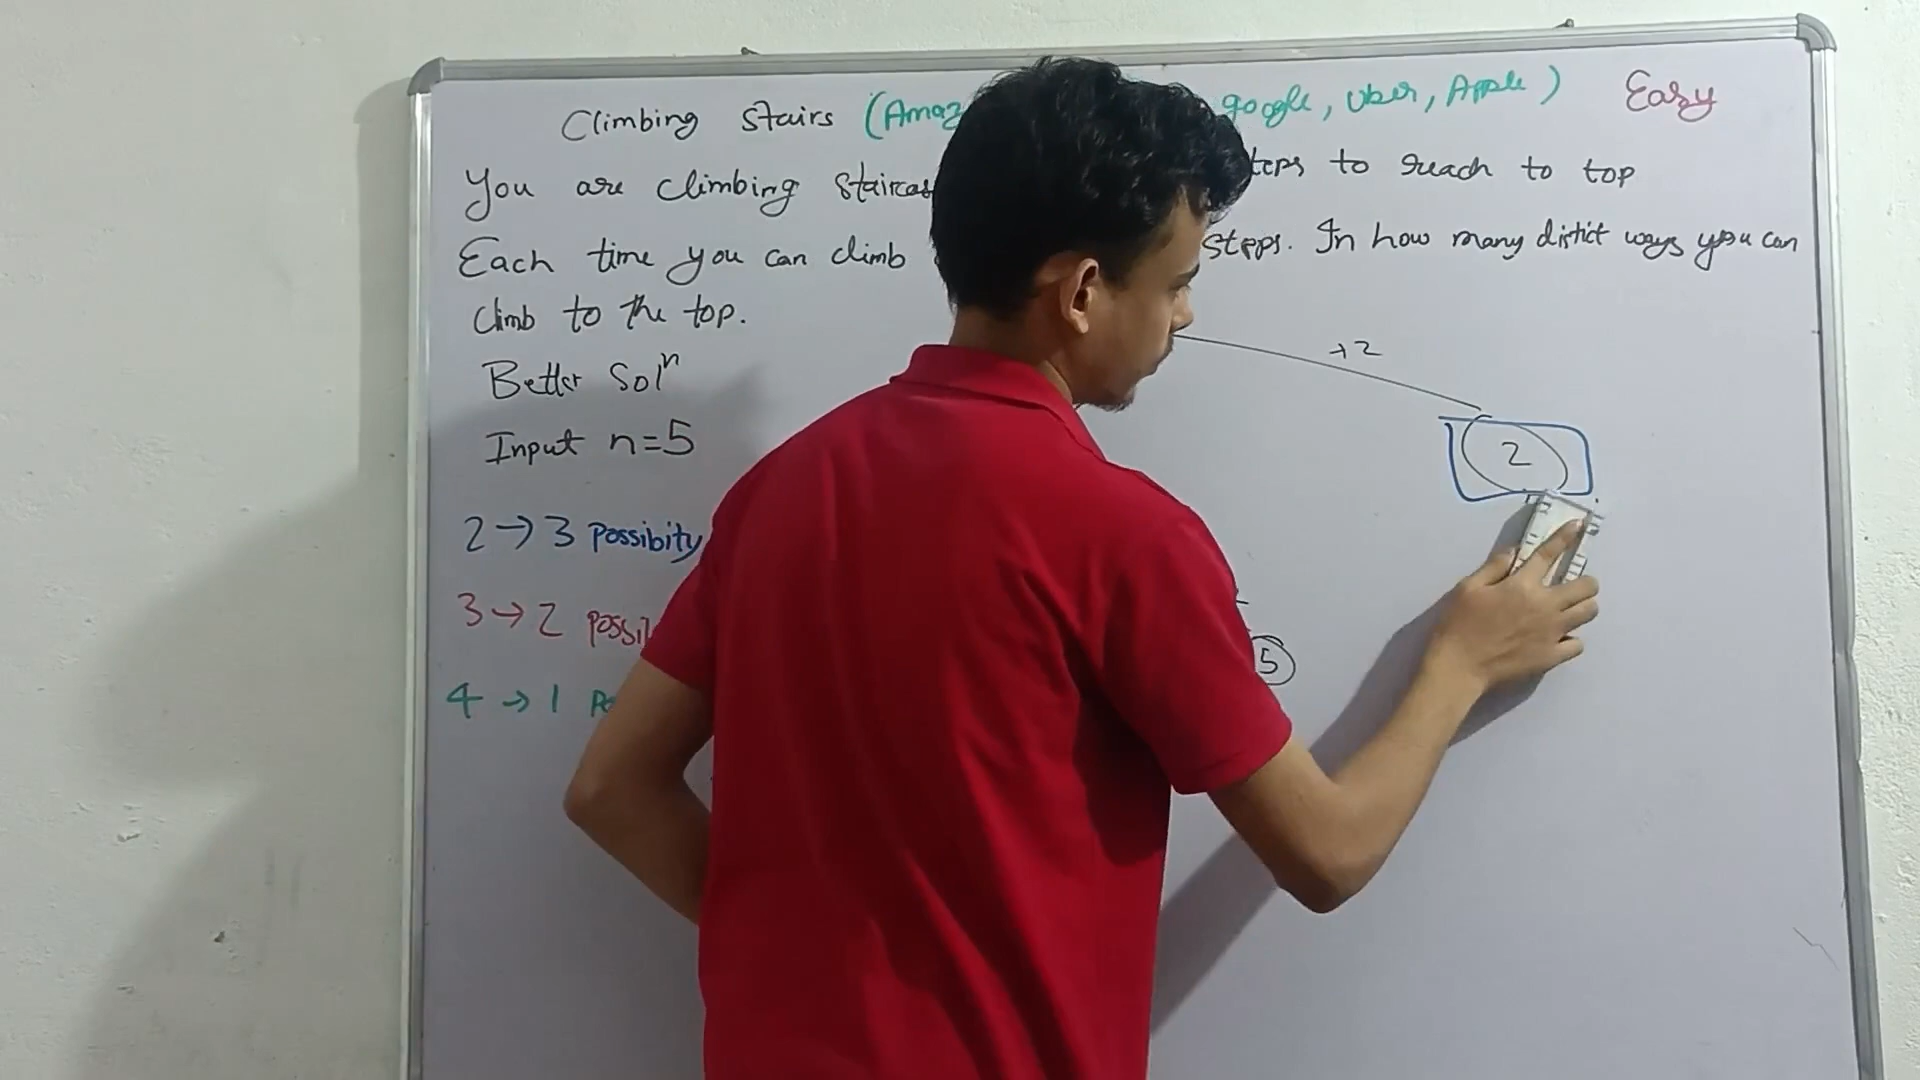 Climbing Stairs (Amaz google, Uber, Apple) Easy
You are climbing Staircas teps to reach to top
Each time you can climb steps. In how many distict ways you can
Climb to the top.
Better Solⁿ
Input n=5
+2
2
2 → 3 possibity
3 → 2 possi
5
4 → 1 Po